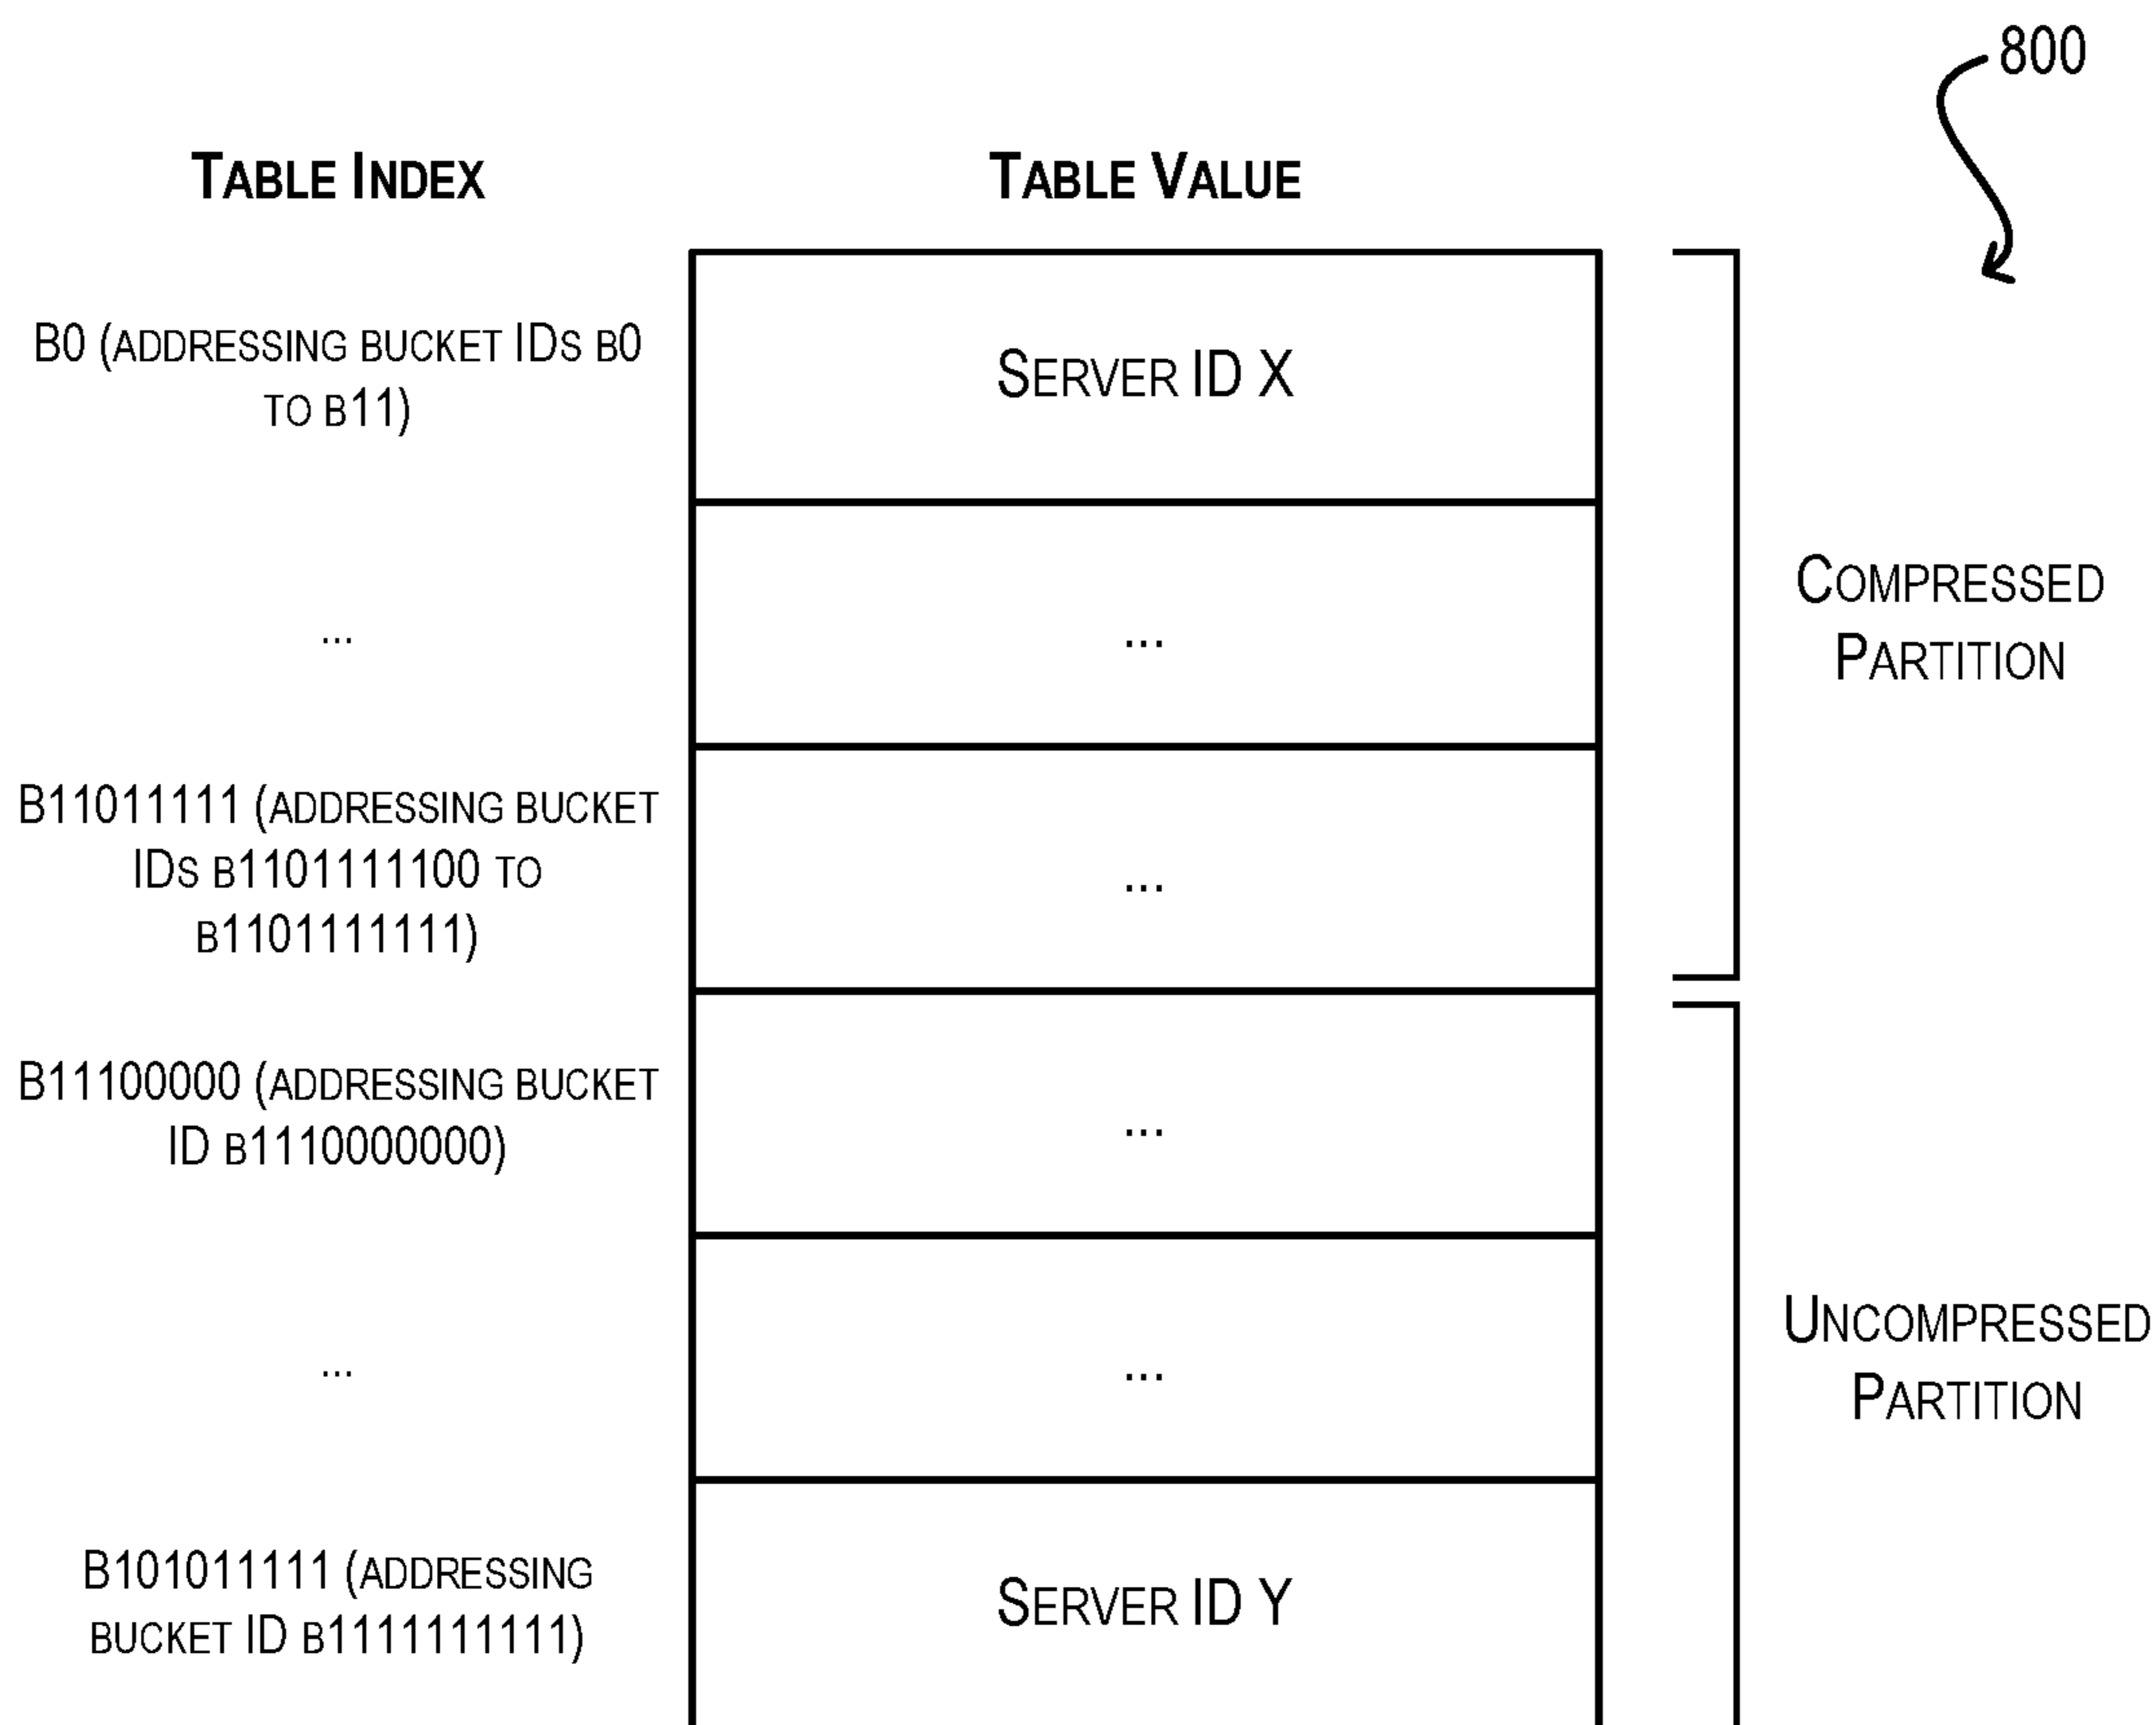 800
TABLE INDEX
TABLE VALUE
B0 (ADDRESSING BUCKET IDS B0
TO B11)
SERVER ID X
...
...
COMPRESSED
PARTITION
B11011111 (ADDRESSING BUCKET
IDS B1101111100 TO
B1101111111)
...
B11100000 (ADDRESSING BUCKET
ID B1110000000)
...
...
...
UNCOMPRESSED
PARTITION
B101011111 (ADDRESSING
BUCKET ID B1111111111)
SERVER ID Y